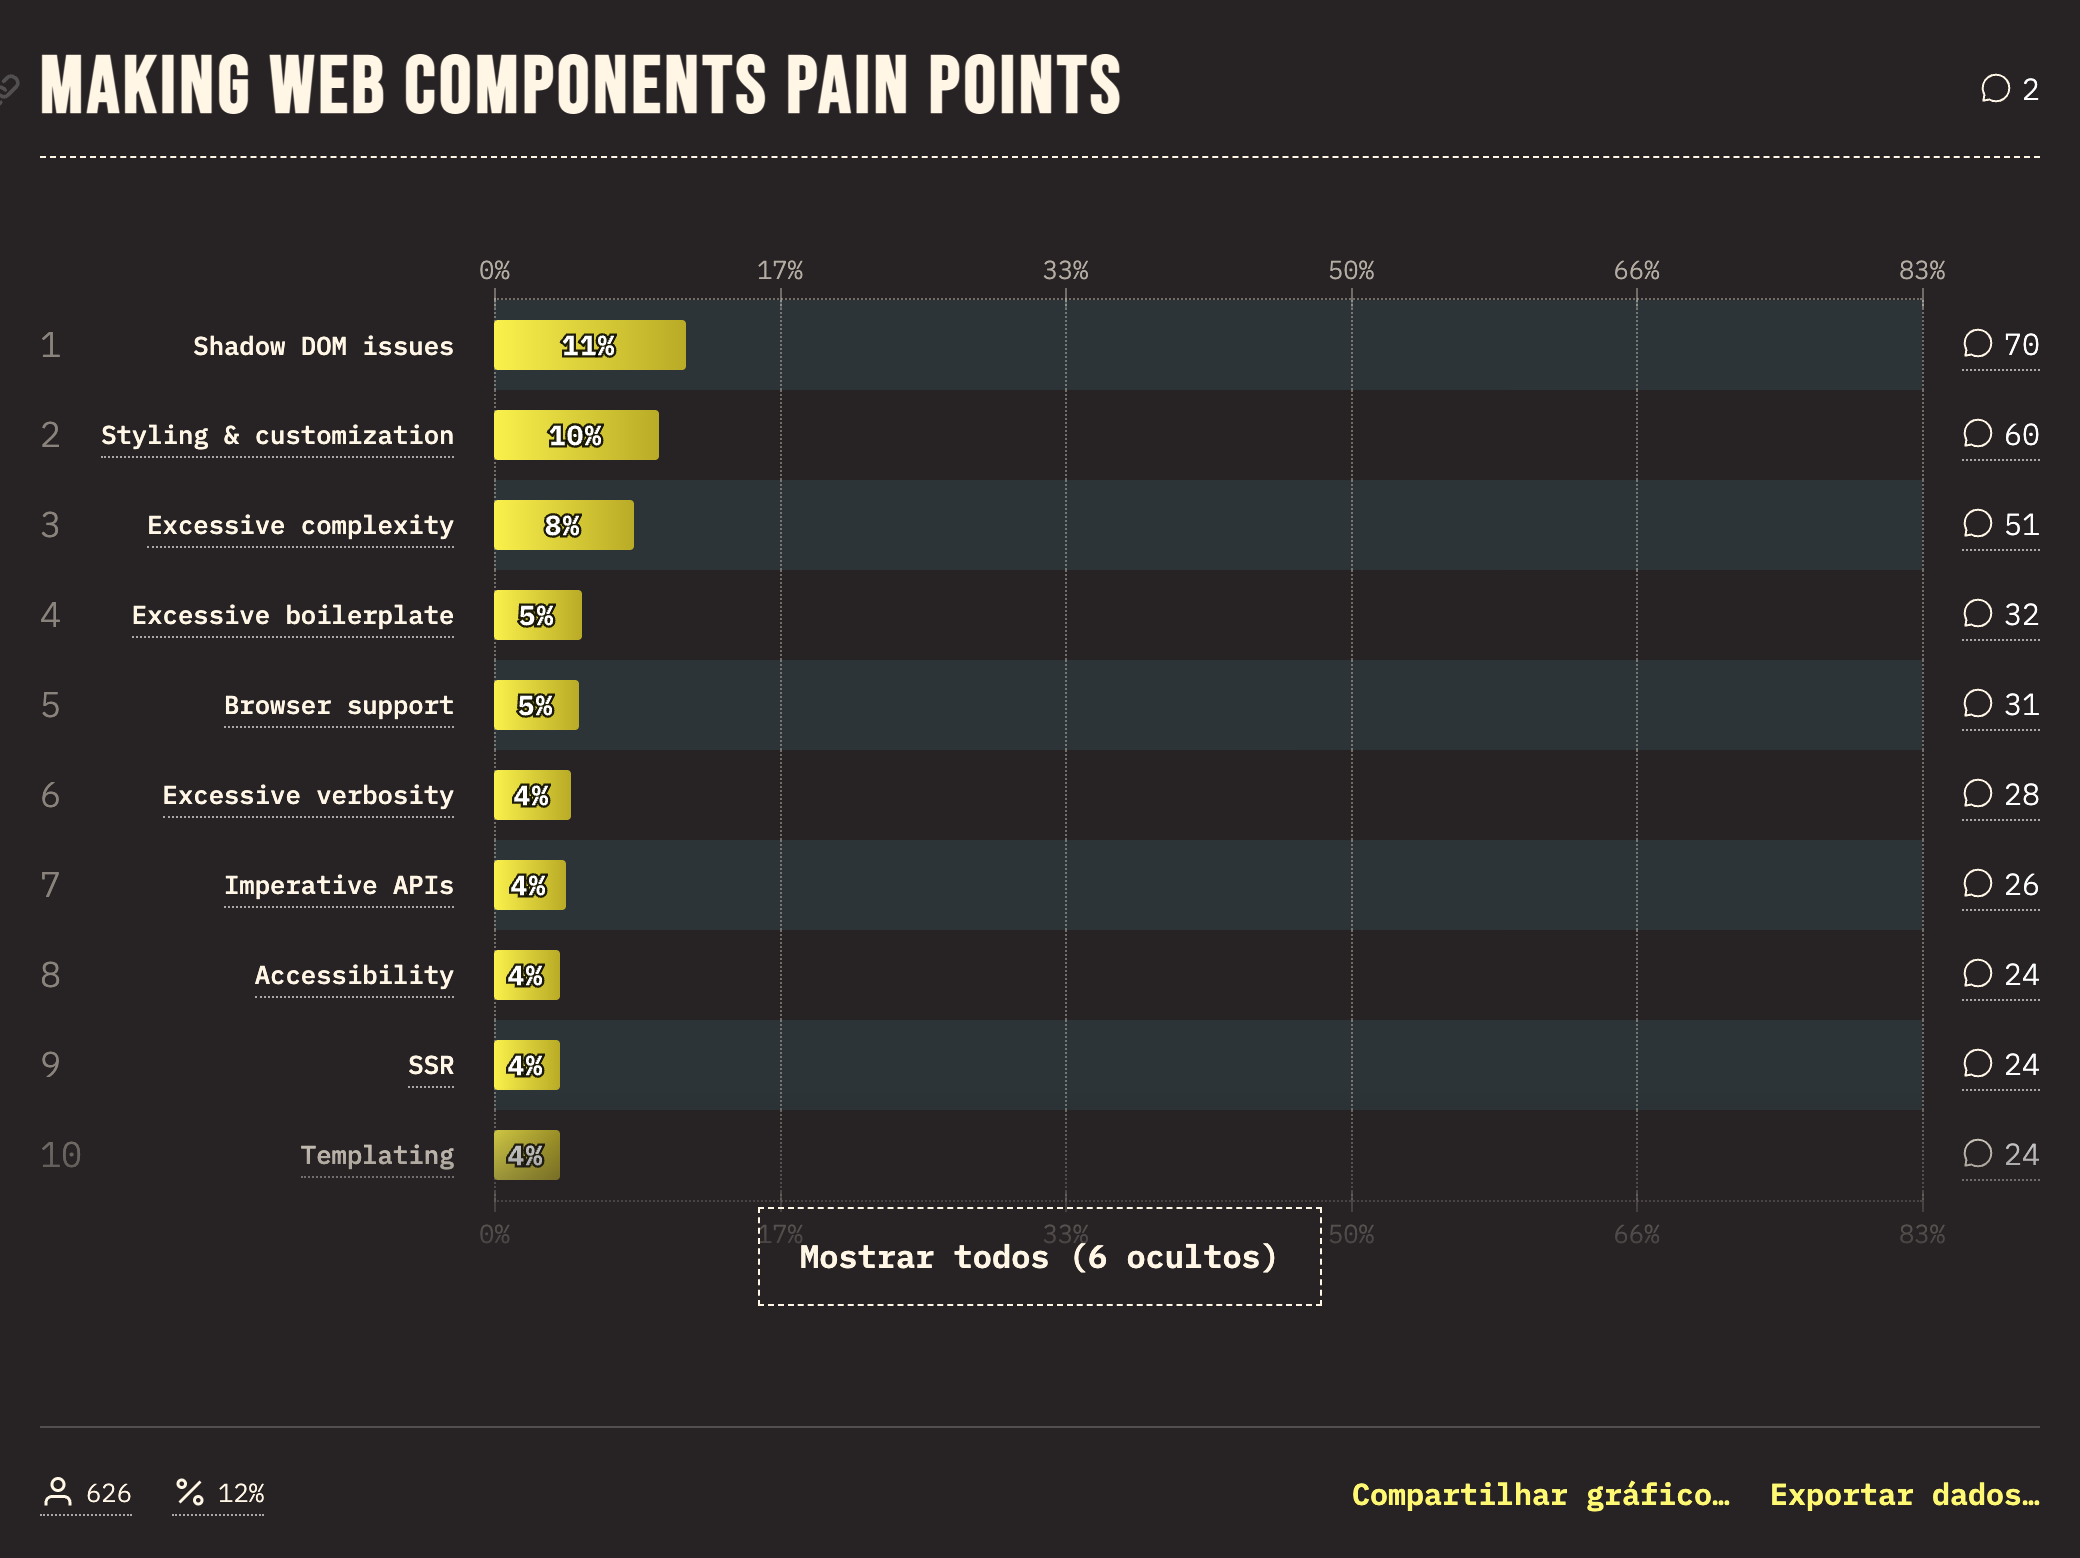 MAKING WEB COMPONENTS PAIN POINTS 2
0% 17% 33% 50% 66% 83%
1 Shadow DOM issues 11% 70
2 Styling & customization 10% 60
3 Excessive complexity 8% 51
4 Excessive boilerplate 5% 32
5 Browser support 5% 31
6 Excessive verbosity 4% 28
7 Imperative APIs 4% 26
8 Accessibility 4% 24
9 SSR 4% 24
10 Templating 4% 24
0% 17% 33% 50% 66% 83%
Mostrar todos (6 ocultos)
626 % 12% Compartilhar gráfico… Exportar dados…